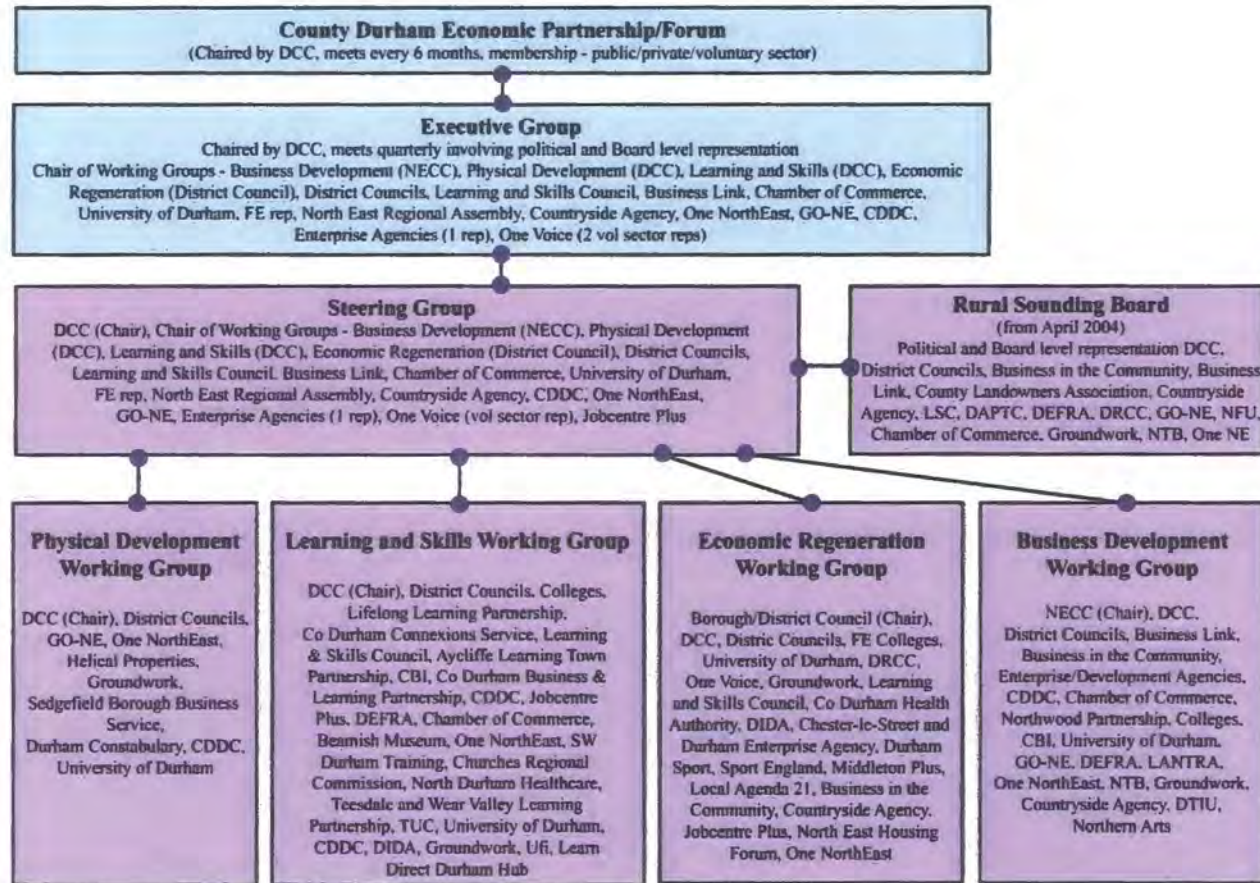 County Durham Economic Partnership/Forum
(Chaired by DCC, meets every 6 months, membership - public/private/voluntary sector)
Executive Group
Chaired by DCC, meets quarterly involving political and Board level representation
Chair of Working Groups - Business Development (NECC), Physical Development (DCC), Learning and Skills (DCC), Economic
Regeneration (District Council), District Councils, Learning and Skills Council, Business Link, Chamber of Commerce,
University of Durham, FE rep, North East Regional Assembly, Countryside Agency, One NorthEast, GO-NE, CDDC,
Enterprise Agencies (1 rep), One Voice (2 vol sector reps)
Steering Group
DCC (Chair), Chair of Working Groups - Business Development (NECC), Physical Development
(DCC), Learning and Skills (DCC), Economic Regeneration (District Council), District Councils,
Learning and Skills Council. Business Link, Chamber of Commerce, University of Durham,
FE rep, North East Regional Assembly, Countryside Agency, CDDC, One NorthEast,
GO-NE, Enterprise Agencies (1 rep), One Voice (vol sector rep), Jobcentre Plus
Rural Sounding Board
(from April 2004)
Political and Board level representation DCC,
District Councils, Business in the Community, Business
Link, County Landowners Association, Countryside
Agency, LSC, DAPTC, DEFRA, DRCC, GO-NE, NFU,
Chamber of Commerce, Groundwork, NTB, One NE
Physical Development
Working Group
DCC (Chair), District Councils,
GO-NE, One NorthEast,
Helical Properties,
Groundwork,
Sedgefield Borough Business
Service,
Durham Constabulary, CDDC,
University of Durham
Learning and Skills Working Group
DCC (Chair), District Councils, Colleges,
Lifelong Learning Partnership,
Co Durham Connexions Service, Learning
& Skills Council, Aycliffe Learning Town
Partnership, CBI, Co Durham Business &
Learning Partnership, CDDC, Jobcentre
Plus, DEFRA, Chamber of Commerce,
Beamish Museum, One NorthEast, SW
Durham Training, Churches Regional
Commission, North Durham Healthcare,
Teesdale and Wear Valley Learning
Partnership, TUC, University of Durham,
CDDC, DIDA, Groundwork, Ufi, Learn
Direct Durham Hub
Economic Regeneration
Working Group
Borough/District Council (Chair),
DCC, Distric Councils, FE Colleges,
University of Durham, DRCC,
One Voice, Groundwork, Learning
and Skills Council, Co Durham Health
Authority, DIDA, Chester-le-Street and
Durham Enterprise Agency, Durham
Sport, Sport England, Middleton Plus,
Local Agenda 21, Business in the
Community, Countryside Agency,
Jobcentre Plus, North East Housing
Forum, One NorthEast
Business Development
Working Group
NECC (Chair), DCC,
District Councils, Business Link,
Business in the Community,
Enterprise/Development Agencies,
CDDC, Chamber of Commerce,
Northwood Partnership, Colleges,
CBI, University of Durham,
GO-NE, DEFRA, LANTRA,
One NorthEast, NTB, Groundwork,
Countryside Agency, DTIU,
Northern Arts